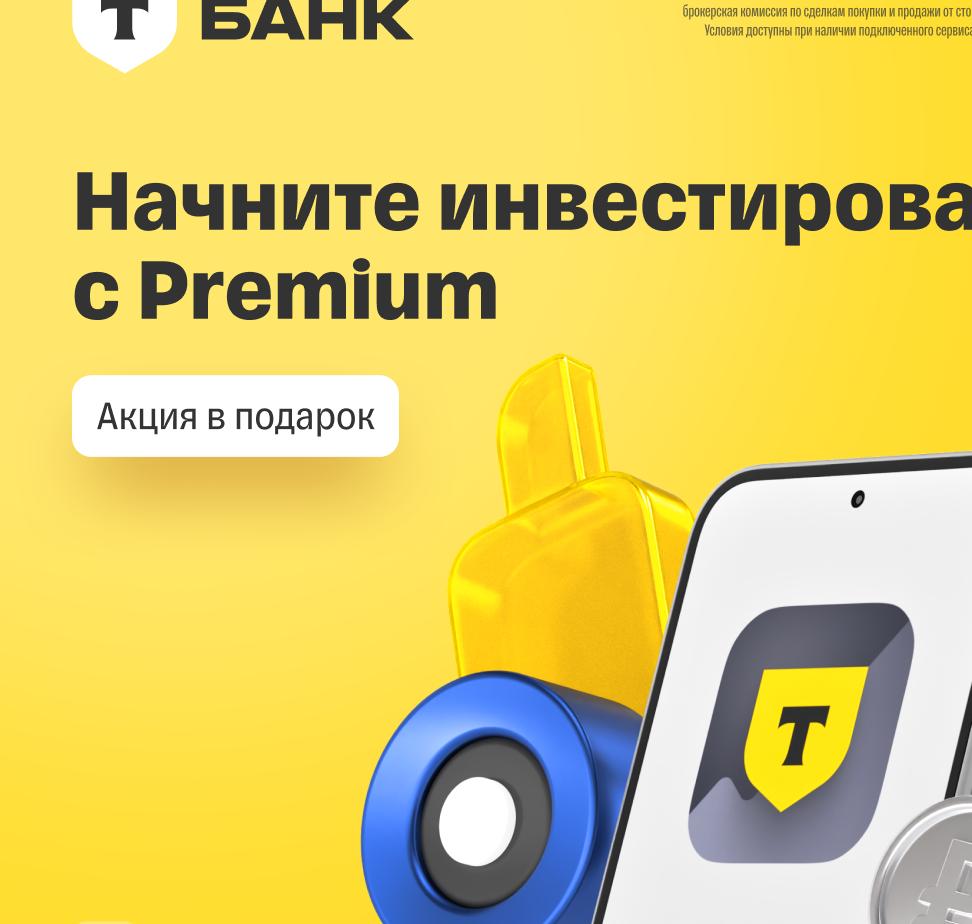 Т БАНК
брокерская комиссия по сделкам покупки и продажи от сто
Условия доступны при наличии подключенного сервиса
Начните инвестирова
с Premium
Акция в подарок
Т